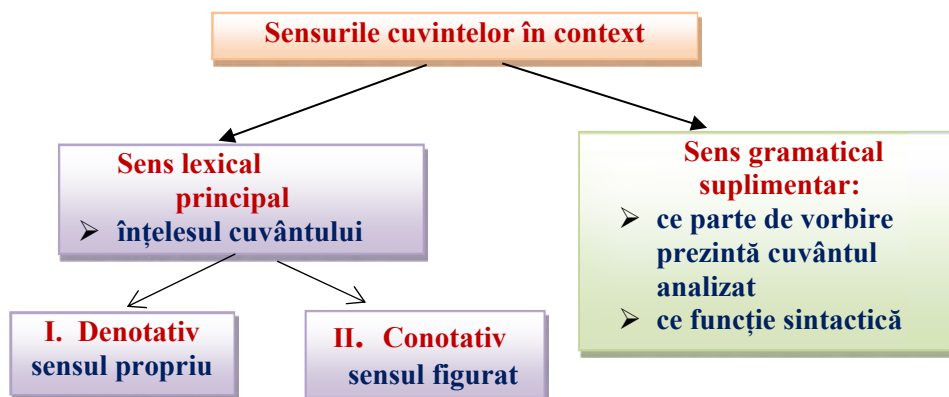 Sensurile cuvintelor în context
Sens lexical
principal
➢ înțelesul cuvântului
Sens gramatical
suplimentar:
➢ ce parte de vorbire
prezintă cuvântul
analizat
➢ ce funcție sintactică
I. Denotativ
sensul propriu
II. Conotativ
sensul figurat